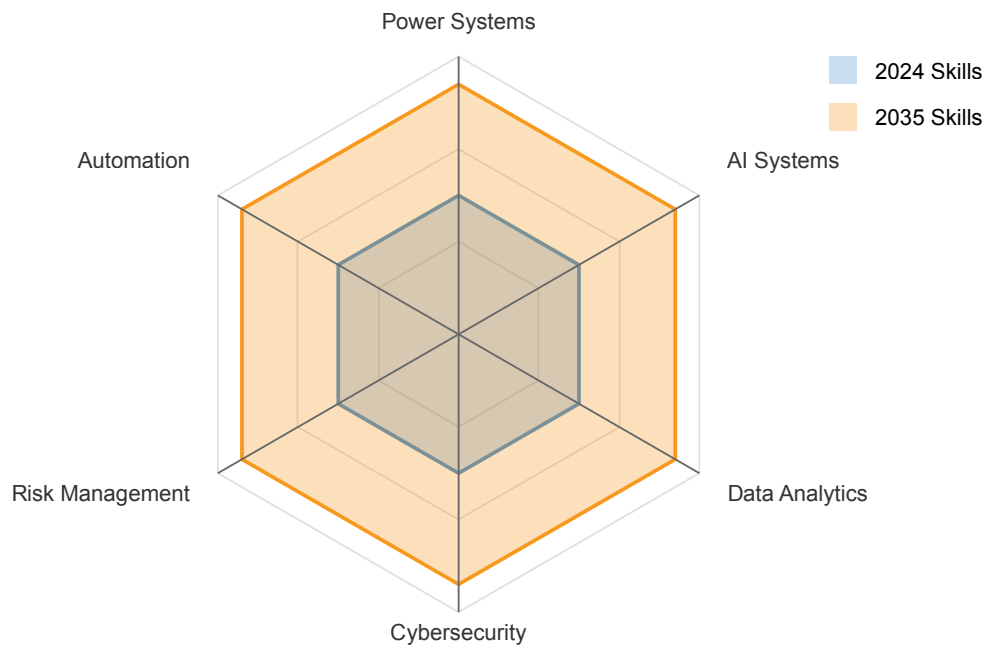 Power Systems
2024 Skills
2035 Skills
Automation
AI Systems
Risk Management
Data Analytics
Cybersecurity